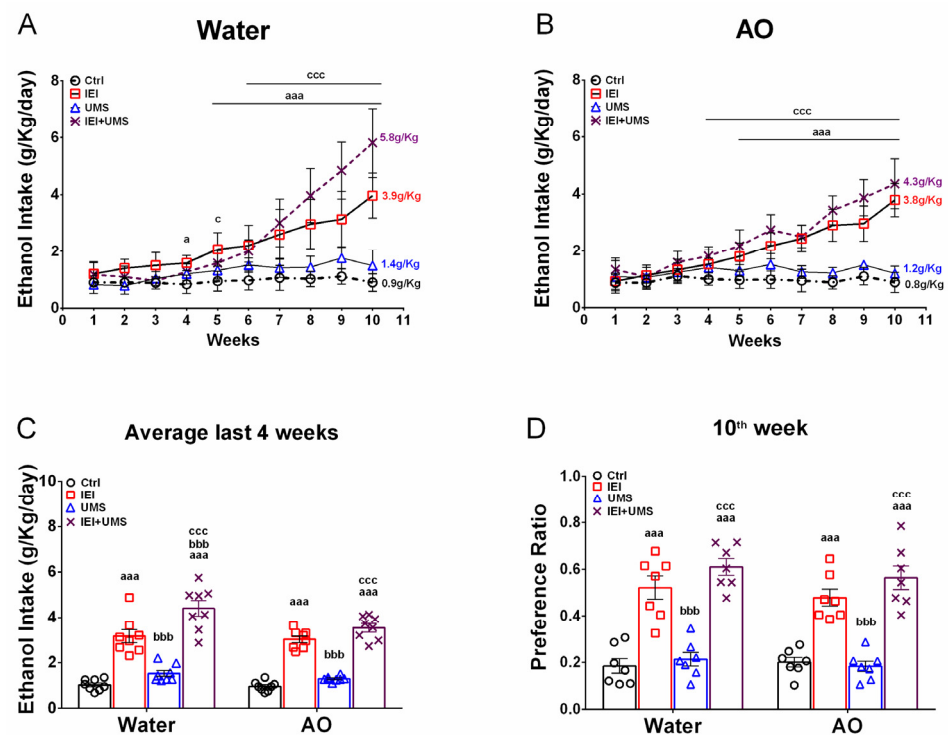 A
Water
Ethanol Intake (g/Kg/day)
8
6
4
2
0
Ctrl
IEI
UMS
IEI+UMS
ccc
aaa
a
c
5.8g/Kg
3.9g/Kg
1.4g/Kg
0.9g/Kg
0 1 2 3 4 5 6 7 8 9 10 11
Weeks
B
AO
Ethanol Intake (g/Kg/day)
8
6
4
2
0
Ctrl
IEI
UMS
IEI+UMS
ccc
aaa
4.3g/Kg
3.8g/Kg
1.2g/Kg
0.8g/Kg
0 1 2 3 4 5 6 7 8 9 10 11
Weeks
C
Average last 4 weeks
Ethanol Intake (g/Kg/day)
10
8
6
4
2
0
Ctrl
IEI
UMS
IEI+UMS
aaa
bbb
ccc
bbb
aaa
aaa
bbb
ccc
aaa
Water AO
D
10th week
Preference Ratio
1.0
0.8
0.6
0.4
0.2
0.0
Ctrl
IEI
UMS
IEI+UMS
aaa
bbb
ccc
aaa
aaa
bbb
ccc
aaa
Water AO